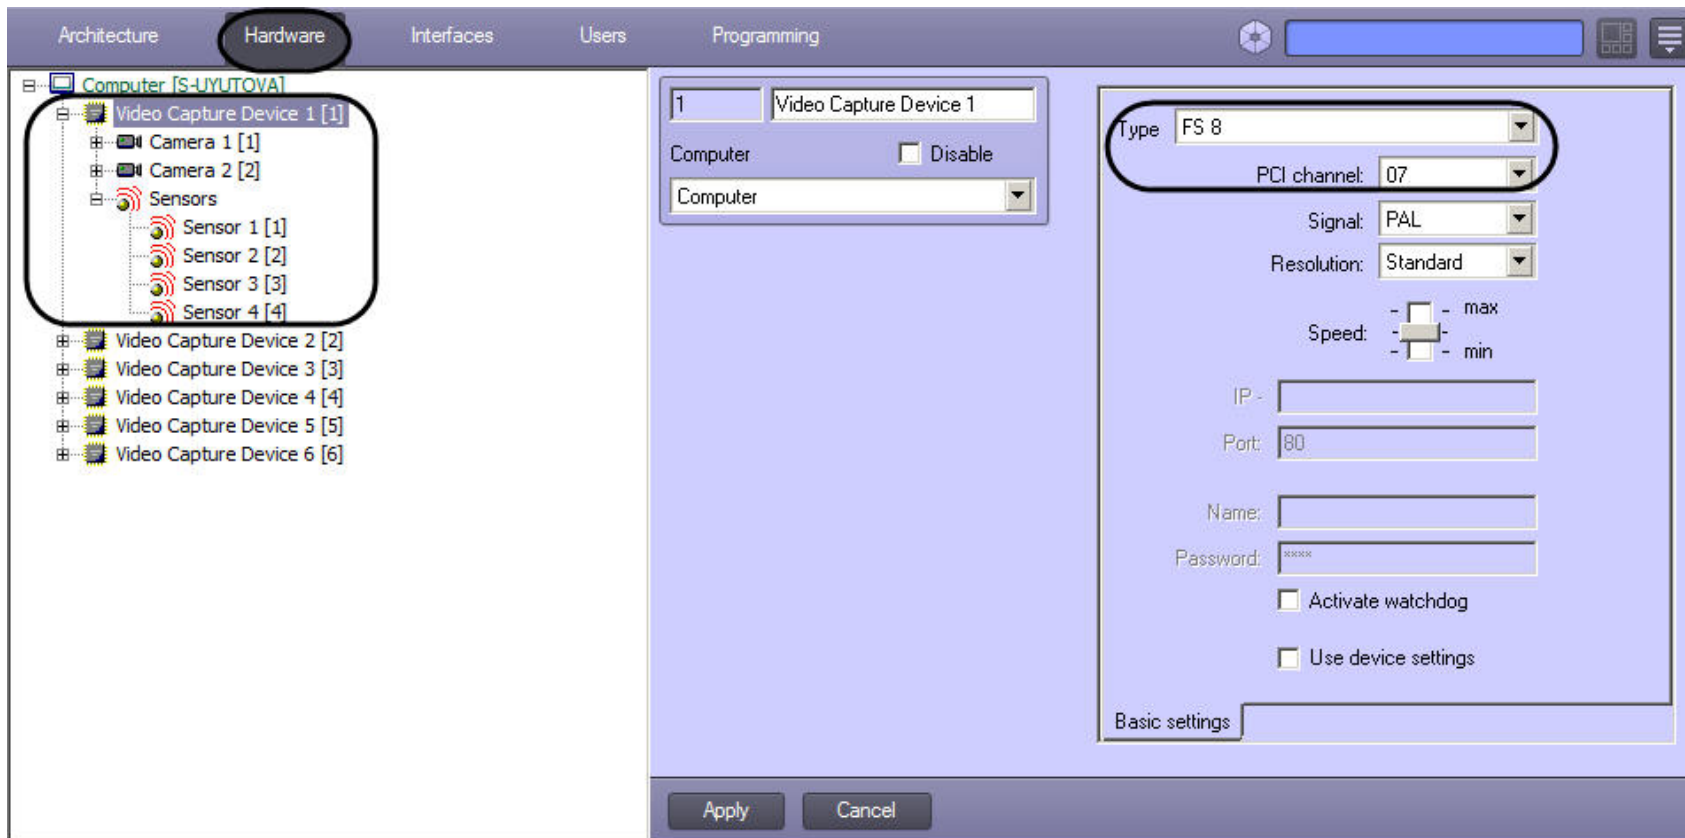 Architecture Hardware Interfaces Users Programming
Computer [S-UYUTOVA]
Video Capture Device 1 [1]
Camera 1 [1]
Camera 2 [2]
Sensors
Sensor 1 [1]
Sensor 2 [2]
Sensor 3 [3]
Sensor 4 [4]
Video Capture Device 2 [2]
Video Capture Device 3 [3]
Video Capture Device 4 [4]
Video Capture Device 5 [5]
Video Capture Device 6 [6]
1 Video Capture Device 1
Computer Disable
Computer
Type FS 8
PCI channel: 07
Signal: PAL
Resolution: Standard
max
Speed:
min
IP -
Port: 80
Name:
Password: ****
Activate watchdog
Use device settings
Basic settings
Apply Cancel